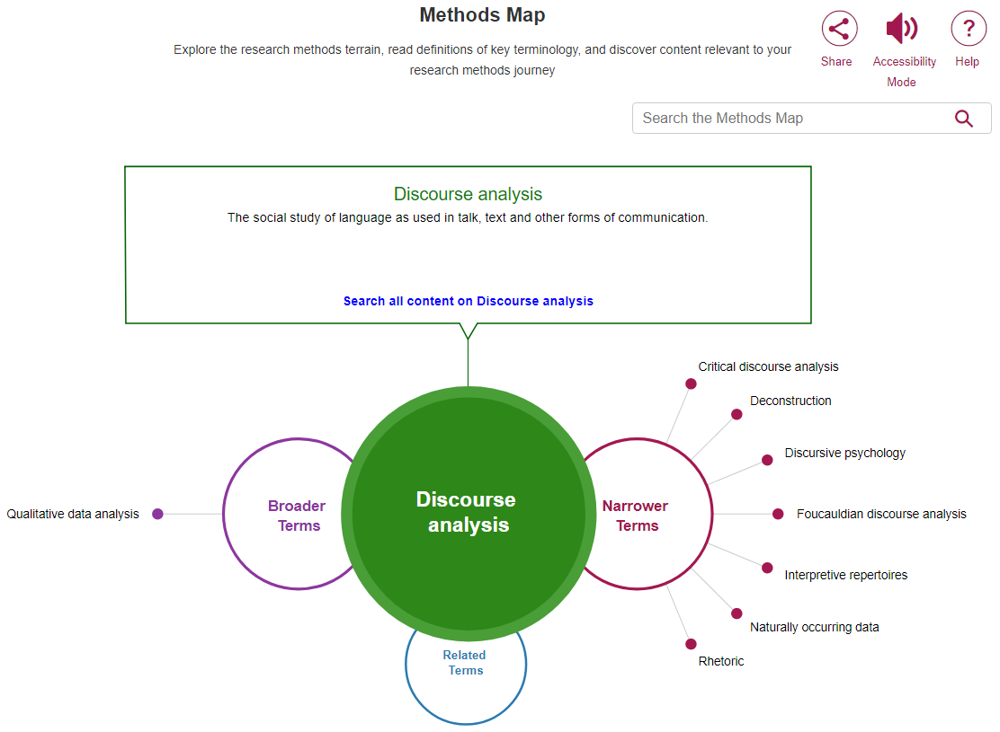 Methods Map
Explore the research methods terrain, read definitions of key terminology, and discover content relevant to your
research methods journey
Share
Accessibility
Mode
?
Help
Search the Methods Map
Discourse analysis
The social study of language as used in talk, text and other forms of communication.
Search all content on Discourse analysis
Critical discourse analysis
Deconstruction
Discursive psychology
Qualitative data analysis
Broader
Terms
Discourse
analysis
Narrower
Terms
Foucauldian discourse analysis
Interpretive repertoires
Naturally occurring data
Rhetoric
Related
Terms